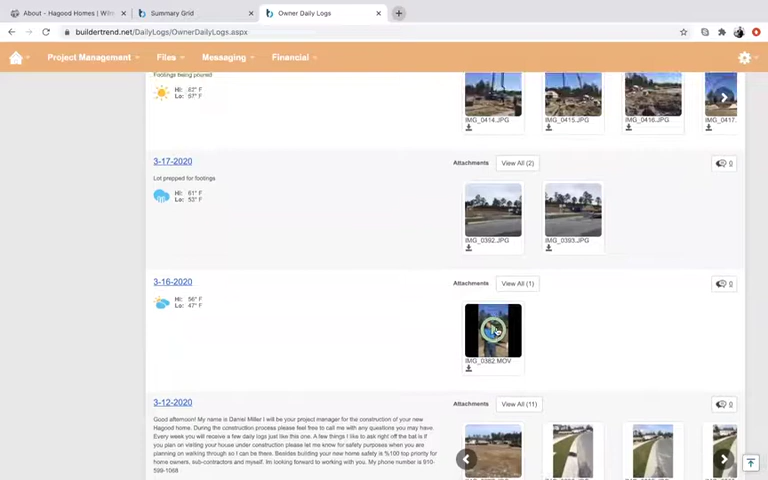 About - Hagood Homes | Wilm
Summary Grid
Owner Daily Logs
buildertrend.net/DailyLogs/OwnerDailyLogs.aspx
Project Management
Files
Messaging
Financial
Footings being poured
Hi: 82° F
Lo: 57° F
IMG_0414.JPG
IMG_0415.JPG
IMG_0416.JPG
IMG_0417.
3-17-2020
Attachments
View All (2)
0
Lot prepped for footings
Hi: 61° F
Lo: 53° F
IMG_0392.JPG
IMG_0393.JPG
3-16-2020
Attachments
View All (1)
0
Hi: 56° F
Lo: 47° F
IMG_0382.MOV
3-12-2020
Attachments
View All (11)
0
Good afternoon! My name is Daniel Miller I will be your project manager for the construction of your new
Hagood home. During the construction process please feel free to call me with any questions you may have.
Every week you will receive a few daily logs just like this one. A few things I like to ask right off the bat is if
you plan on visiting your house under construction please let me know for safety purposes when you are
planning on walking through so I can be there. Besides building your new home safety is %100 top priority for
home owners, sub-contractors and myself. Im looking forward to working with you. My phone number is 910-
599-1068